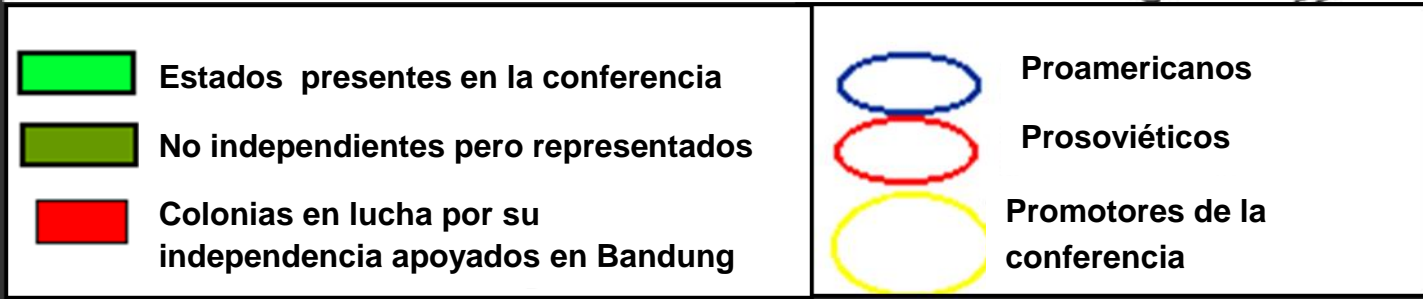 Estados presentes en la conferencia
No independientes pero representados
Colonias en lucha por su
independencia apoyados en Bandung
Proamericanos
Prosoviéticos
Promotores de la
conferencia